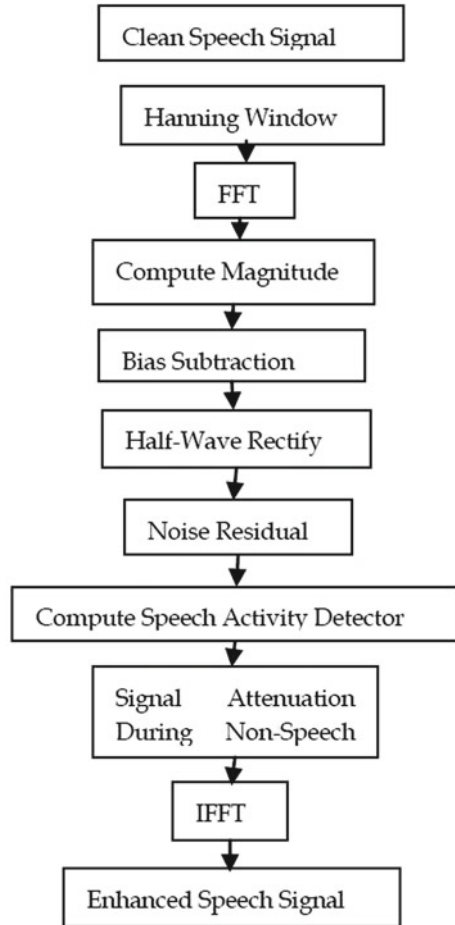 Clean Speech Signal
Hanning Window
FFT
Compute Magnitude
Bias Subtraction
Half-Wave Rectify
Noise Residual
Compute Speech Activity Detector
Signal Attenuation
During Non-Speech
IFFT
Enhanced Speech Signal